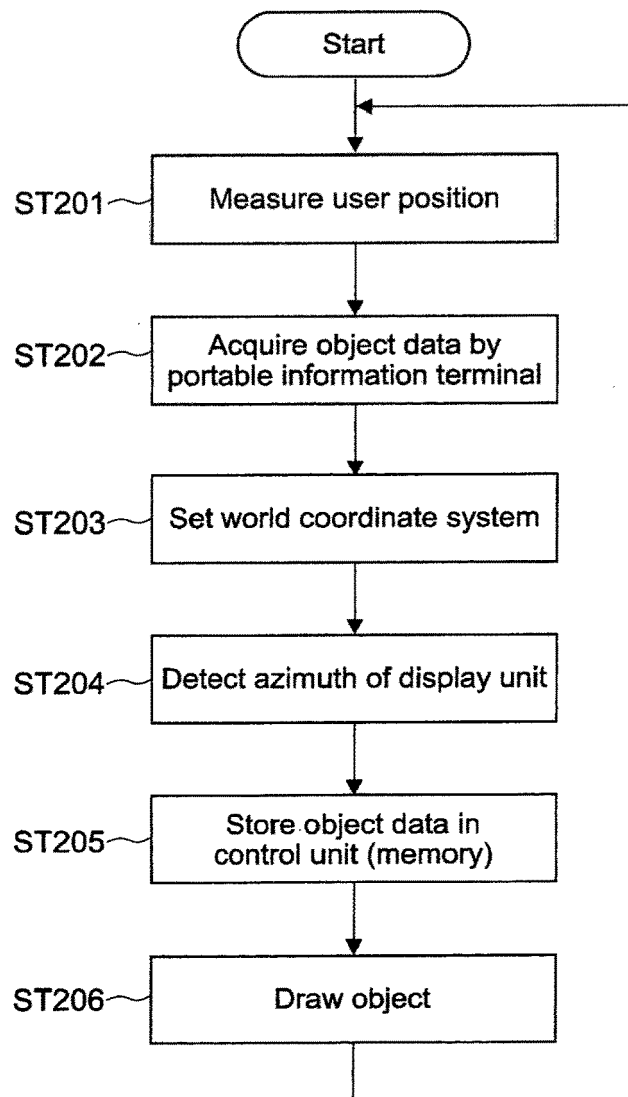 Start
ST201
Measure user position
ST202
Acquire object data by
portable information terminal
ST203
Set world coordinate system
ST204
Detect azimuth of display unit
ST205
Store object data in
control unit (memory)
ST206
Draw object